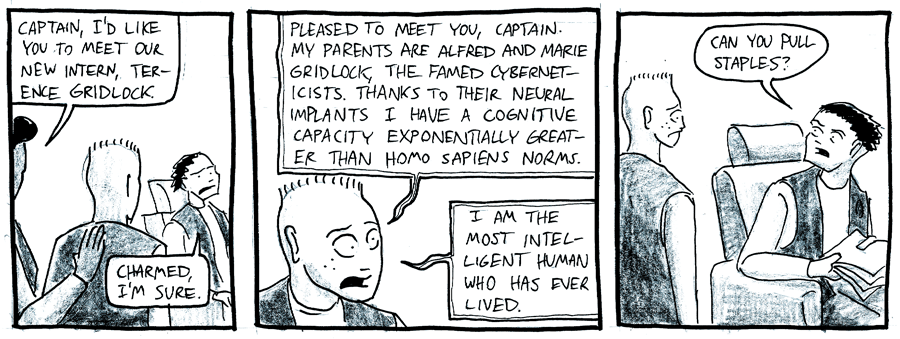 CAPTAIN, I'D LIKE
YOU TO MEET OUR
NEW INTERN, TER-
ENCE GRIDLOCK.
CHARMED,
I'M SURE.
PLEASED TO MEET YOU, CAPTAIN.
MY PARENTS ARE ALFRED AND MARIE
GRIDLOCK, THE FAMED CYBERNET-
ICISTS. THANKS TO THEIR NEURAL
IMPLANTS I HAVE A COGNITIVE
CAPACITY EXPONENTIALLY GREAT-
ER THAN HOMO SAPIENS NORMS.
I AM THE
MOST INTEL-
LIGENT HUMAN
WHO HAS EVER
LIVED.
CAN YOU PULL
STAPLES?